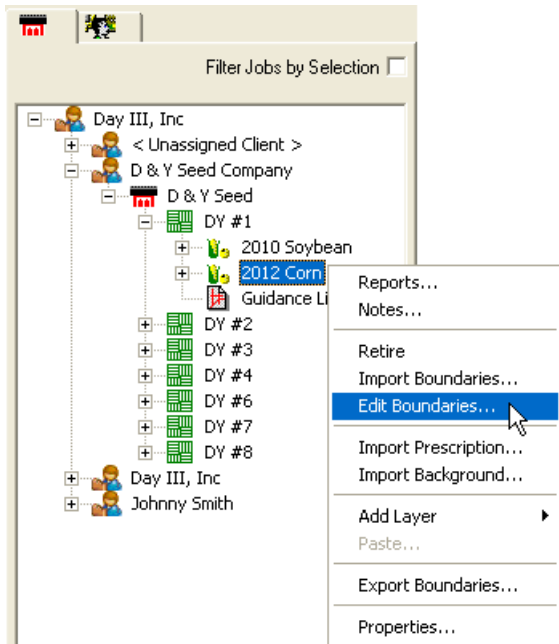 Filter Jobs by Selection
Day III, Inc
< Unassigned Client >
D & Y Seed Company
D & Y Seed
DY #1
2010 Soybean
2012 Corn
Guidance Li
DY #2
DY #3
DY #4
DY #6
DY #7
DY #8
Day III, Inc
Johnny Smith
Reports...
Notes...
Retire
Import Boundaries...
Edit Boundaries...
Import Prescription...
Import Background...
Add Layer
Paste...
Export Boundaries...
Properties...